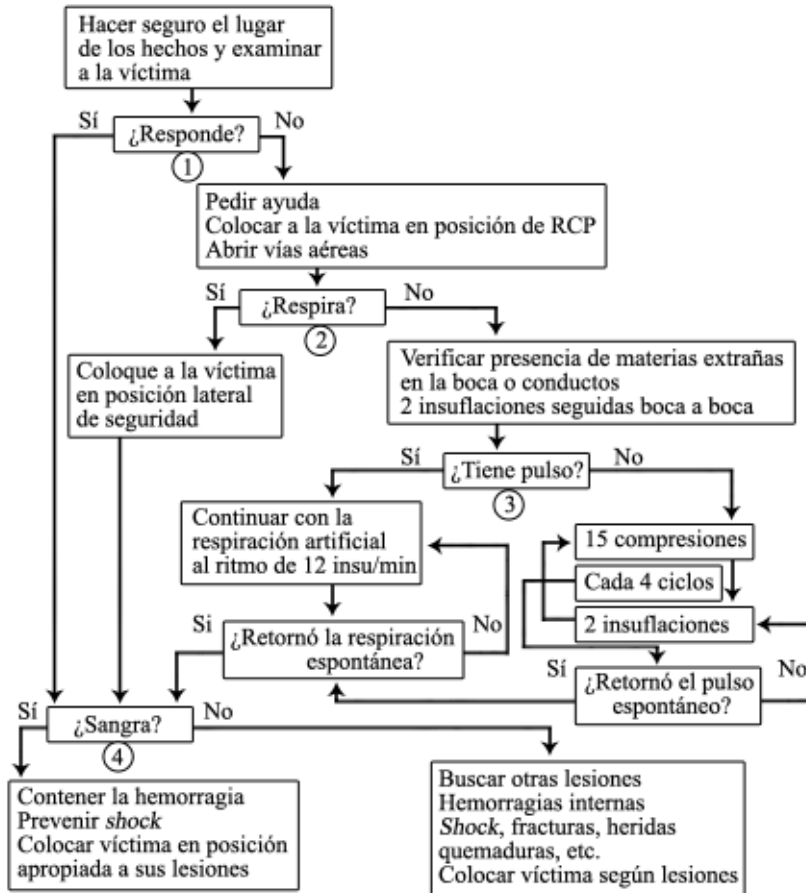 Hacer seguro el lugar
de los hechos y examinar
a la víctima
Sí
¿Responde?
No
1
Pedir ayuda
Colocar a la víctima en posición de RCP
Abrir vías aéreas
Sí
¿Respira?
No
2
Coloque a la víctima
en posición lateral
de seguridad
Verificar presencia de materias extrañas
en la boca o conductos
2 insuflaciones seguidas boca a boca
Sí
¿Tiene pulso?
No
3
Continuar con la
respiración artificial
al ritmo de 12 insu/min
15 compresiones
Cada 4 ciclos
2 insuflaciones
Si
¿Retornó la respiración
espontánea?
No
Sí
¿Retornó el pulso
espontáneo?
No
Sí
¿Sangra?
No
4
Contener la hemorragia
Prevenir shock
Colocar víctima en posición
apropiada a sus lesiones
Buscar otras lesiones
Hemorragias internas
Shock, fracturas, heridas
quemaduras, etc.
Colocar víctima según lesiones